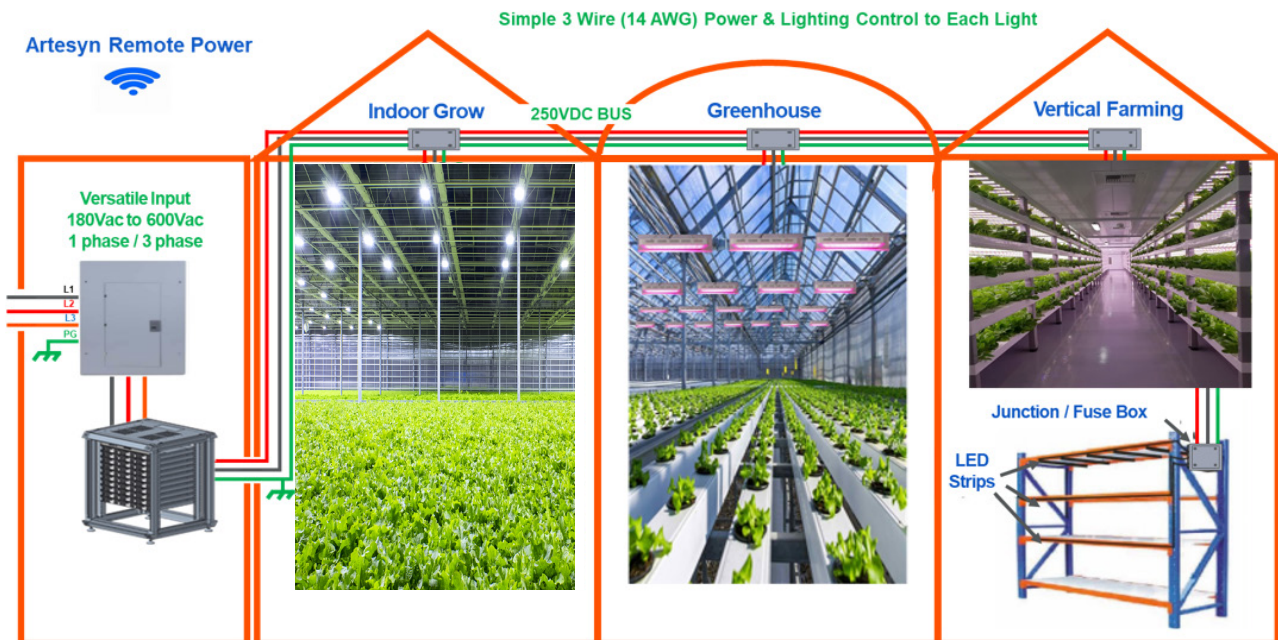 Simple 3 Wire (14 AWG) Power & Lighting Control to Each Light
Artesyn Remote Power
Indoor Grow
250VDC BUS
Greenhouse
Vertical Farming
Versatile Input
180Vac to 600Vac
1 phase / 3 phase
L1
L2
L3
PG
Junction / Fuse Box
LED
Strips